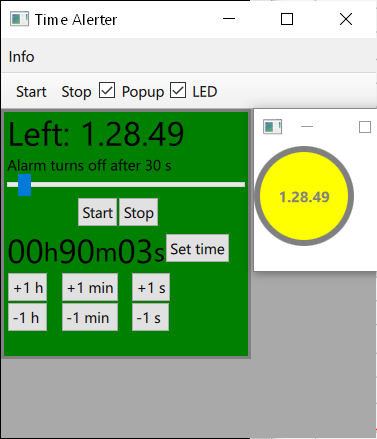 Time Alerter
Info
Start Stop Popup LED
Left: 1.28.49
Alarm turns off after 30 s
1.28.49
Start Stop
00h90m03s Set time
+1 h +1 min +1 s
-1 h -1 min -1 s